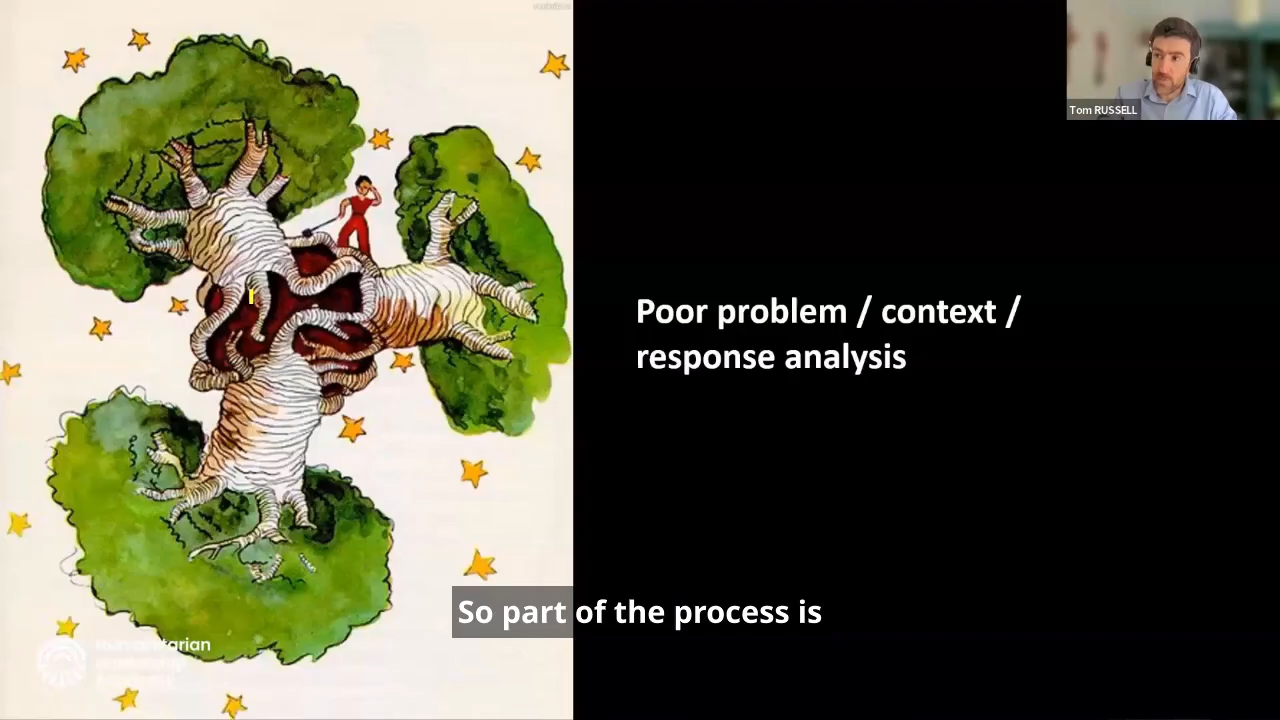 Tom RUSSELL
Poor problem / context /
response analysis
So part of the process is